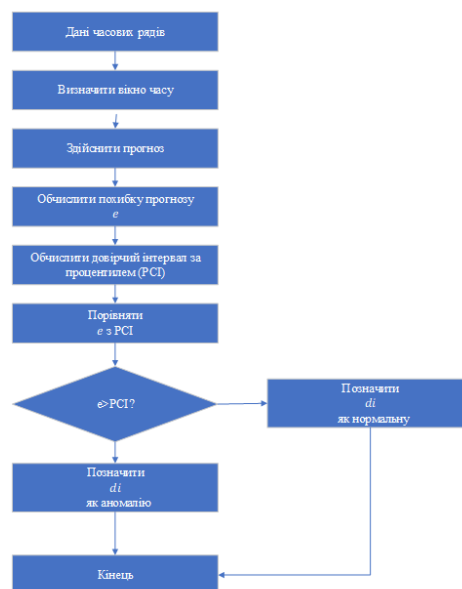 Дані часових рядів
Визначити вікно часу
Здійснити прогноз
Обчислити похибку прогнозу
e
Обчислити довірчий інтервал за
процентилем (PCI)
Порівняти
e з PCI
e>PCI?
Позначити
di
як нормальну
Позначити
di
як аномалію
Кінець